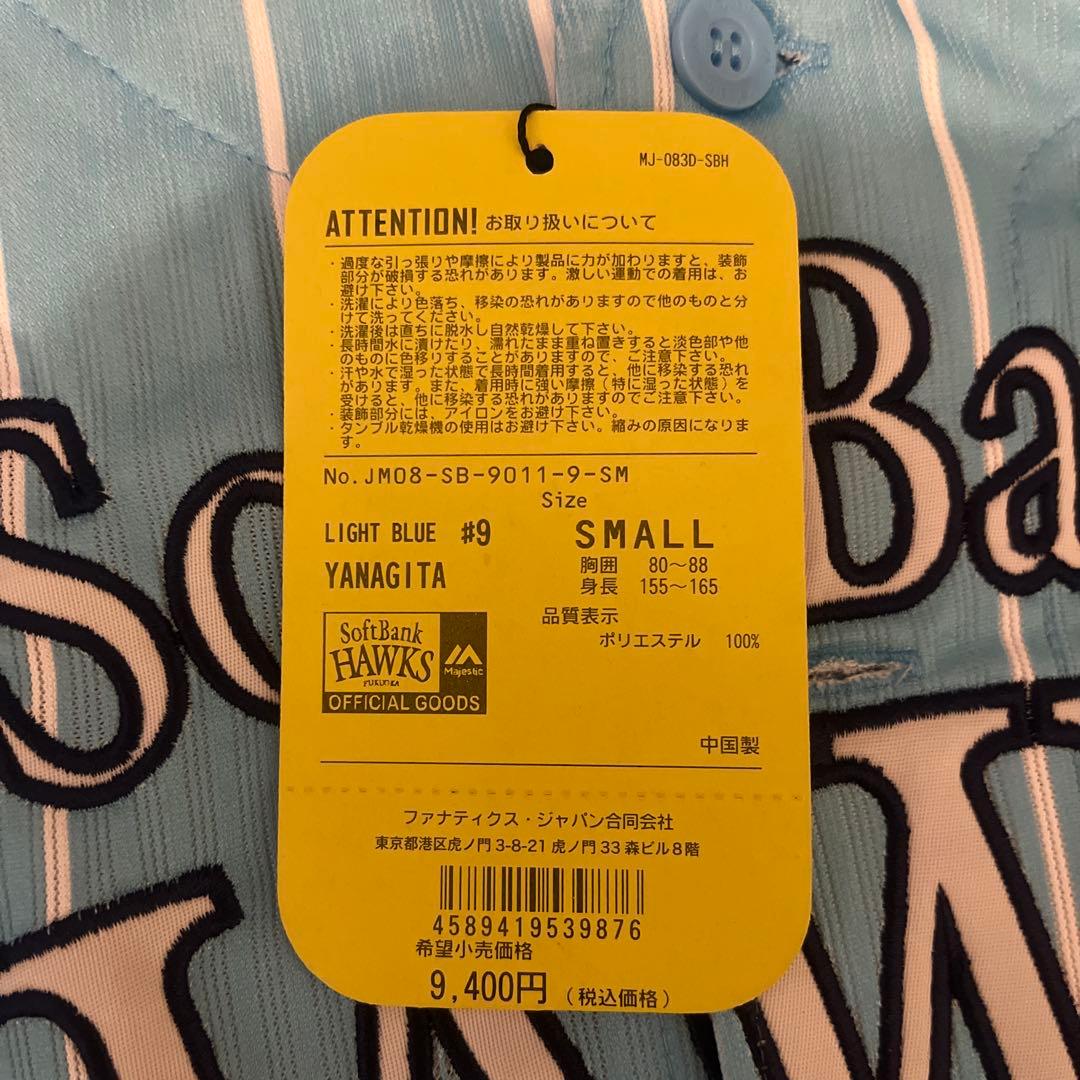 MJ-083D-SBH
ATTENTION! お取り扱いについて
・過度な引っ張りや摩擦により製品に力が加わりますと、装飾
部分が破損する恐れがあります。激しい運動での着用は、お
避け下さい。
・洗濯により色落ち、移染の恐れがありますので他のものと分
けて洗ってください。
・洗濯後は直ちに脱水し自然乾燥して下さい。
・長時間水に漬けたり、濡れたまま重ね置きすると淡色部や他
のものに色移りすることがありますので、ご注意下さい。
・汗や水で湿った状態で長時間着用すると、他に移染する恐れ
があります。また、着用時に強い摩擦（特に湿った状態）を
受けると、他に移染する恐れがありますのでご注意下さい。
・装飾部分には、アイロンをお避け下さい。
・タンブル乾燥機の使用はお避け下さい。縮みの原因になりま
す。
No.JM08-SB-9011-9-SM
Size
LIGHT BLUE #9 SMALL
胸囲 80～88
YANAGITA
身長 155～165
品質表示
ポリエステル 100%
SoftBank
HAWKS
FUKUOKA
Majestic
OFFICIAL GOODS
中国製
ファナティクス・ジャパン合同会社
東京都港区虎ノ門 3-8-21 虎ノ門 33 森ビル 8 階
4589419539876
希望小売価格
9,400円 (税込価格)
So Ba
W